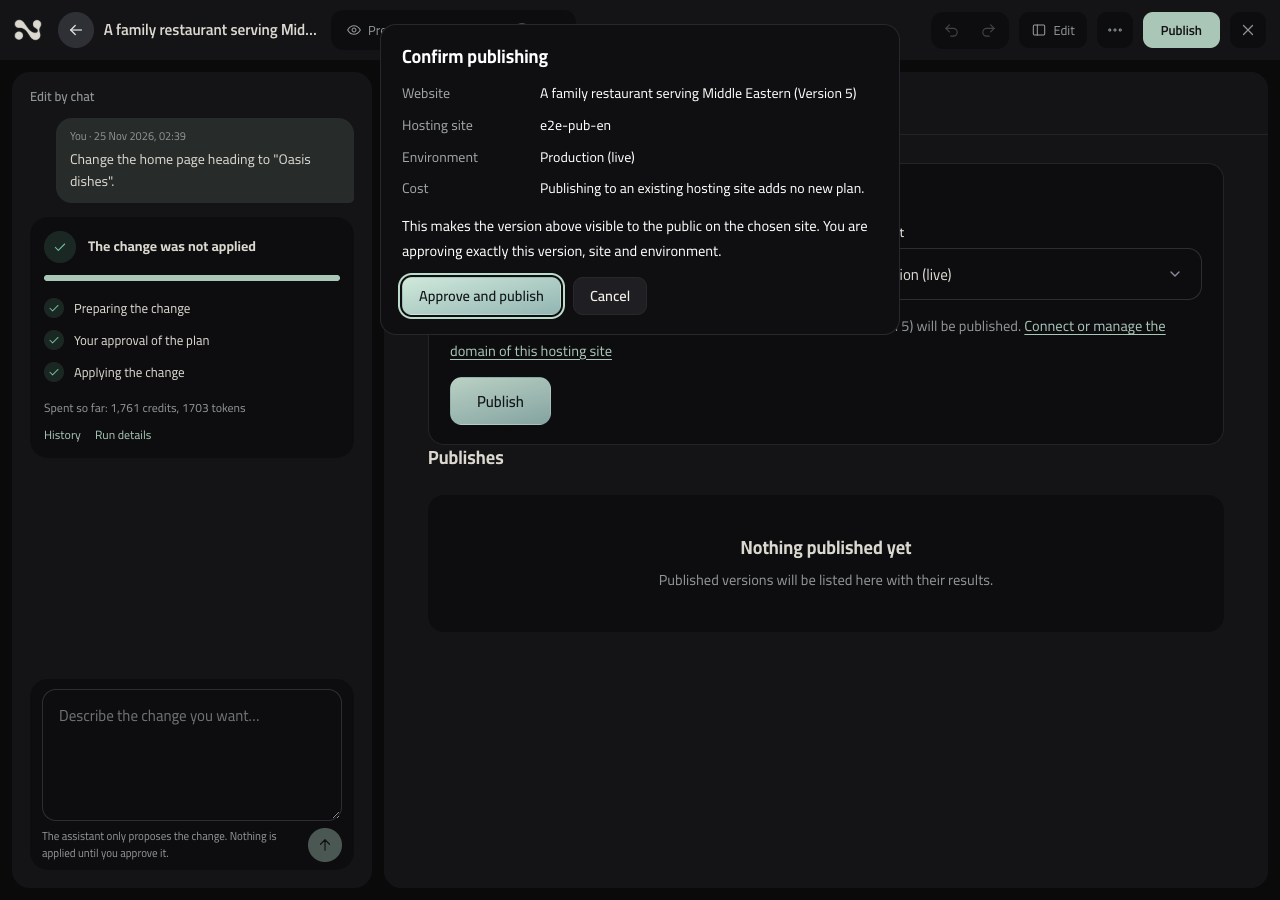 A family restaurant serving Mid...
Edit
Publish
Edit by chat
You · 25 Nov 2026, 02:39
Change the home page heading to "Oasis
dishes".
The change was not applied
Preparing the change
Your approval of the plan
Applying the change
Spent so far: 1,761 credits, 1703 tokens
History Run details
Describe the change you want...
The assistant only proposes the change. Nothing is
applied until you approve it.
Confirm publishing
Website A family restaurant serving Middle Eastern (Version 5)
Hosting site e2e-pub-en
Environment Production (live)
Cost Publishing to an existing hosting site adds no new plan.
This makes the version above visible to the public on the chosen site. You are
approving exactly this version, site and environment.
Approve and publish Cancel
(live)
5) will be published. Connect or manage the
domain of this hosting site
Publish
Publishes
Nothing published yet
Published versions will be listed here with their results.